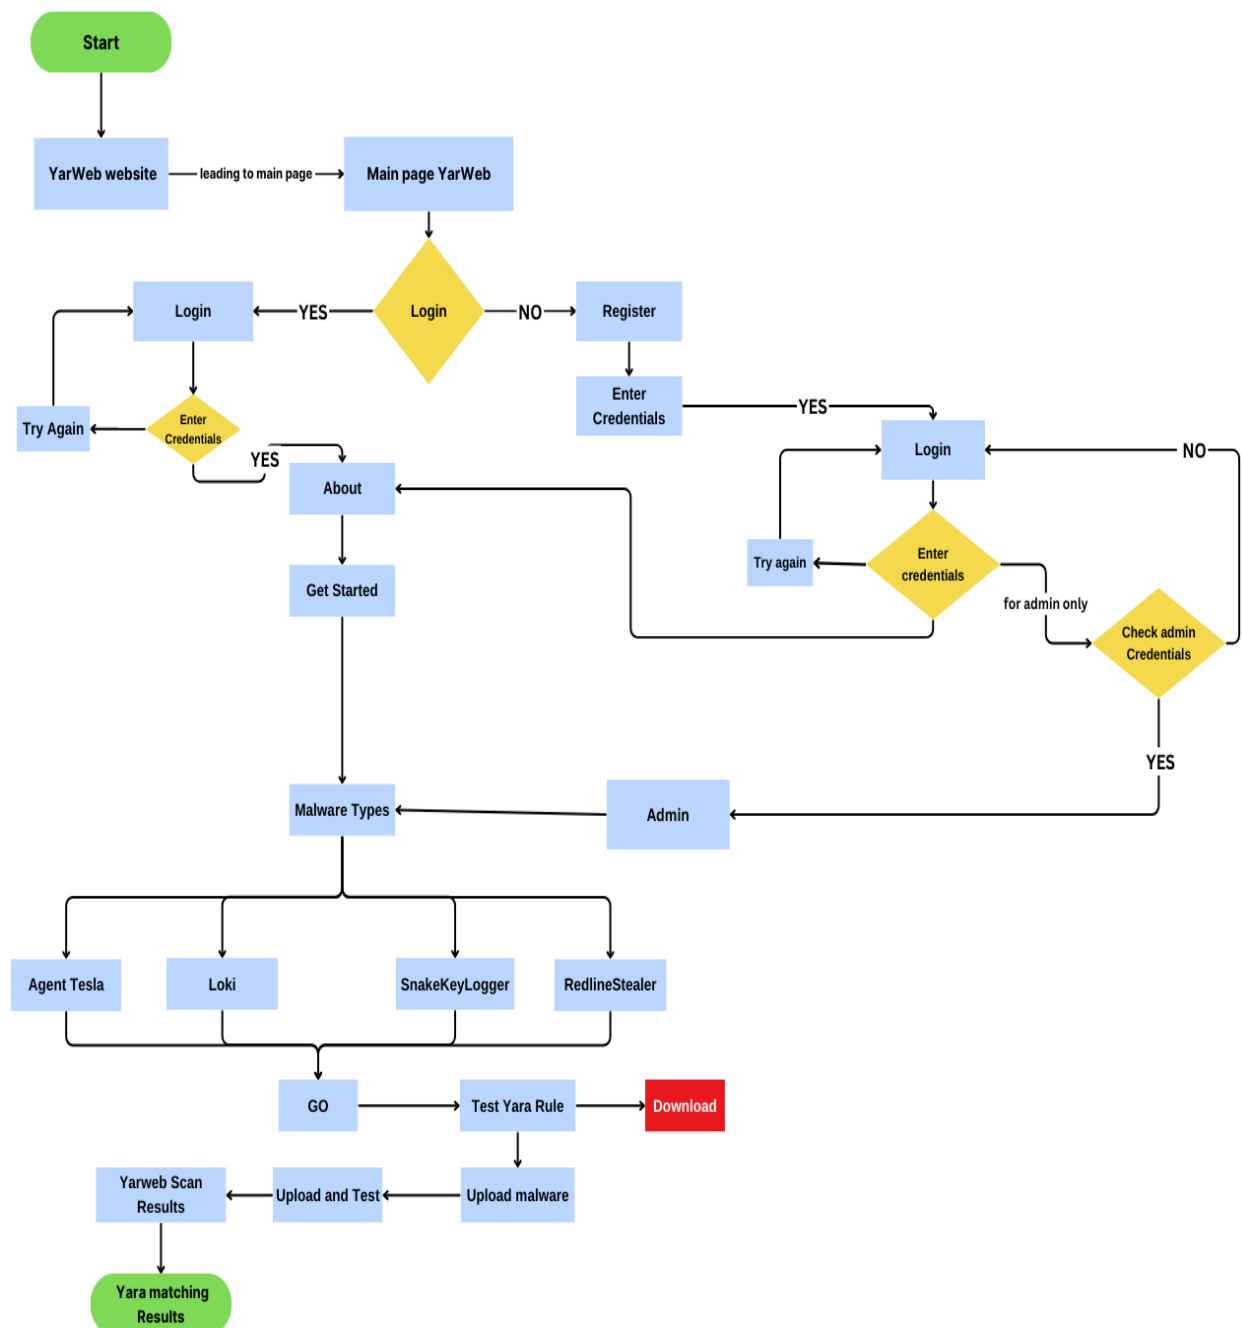 Start
YarWeb website
leading to main page
Main page YarWeb
Login
YES
Login
NO
Register
Enter
Credentials
Try Again
Enter
Credentials
YES
YES
Login
NO
About
Try again
Enter
credentials
Get Started
for admin only
Check admin
Credentials
YES
Malware Types
Admin
Agent Tesla
Loki
SnakeKeyLogger
RedlineStealer
GO
Test Yara Rule
Download
Yarweb Scan
Results
Upload and Test
Upload malware
Yara matching
Results